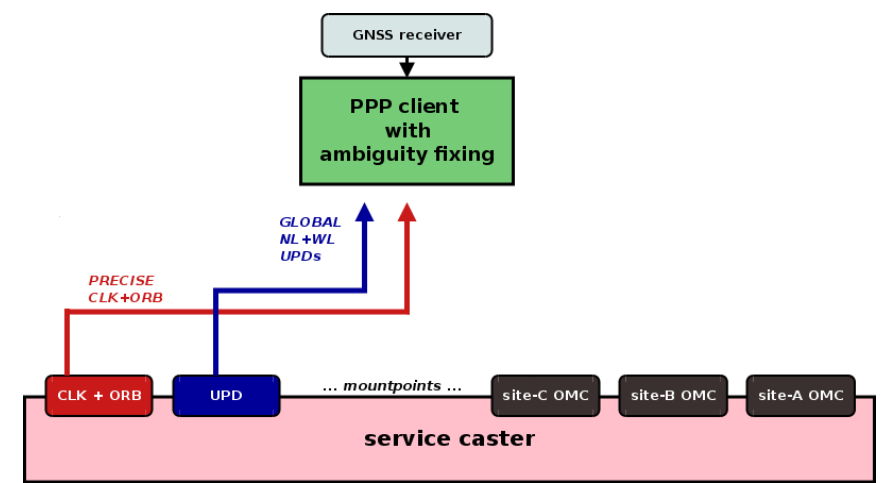 GNSS receiver
PPP client
with
ambiguity fixing
GLOBAL
NL+WL
UPDs
PRECISE
CLK+ORB
CLK + ORB
UPD
... mountpoints ...
site-C OMC
site-B OMC
site-A OMC
service caster